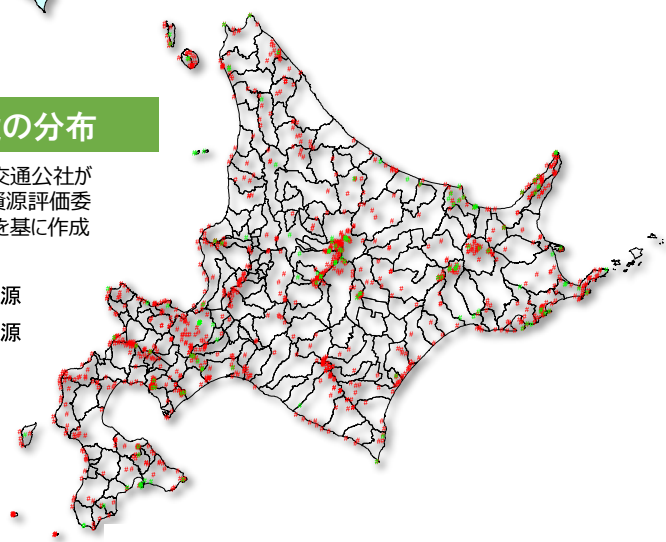 の分布
交通公社が
資源評価委
を基に作成
源
源